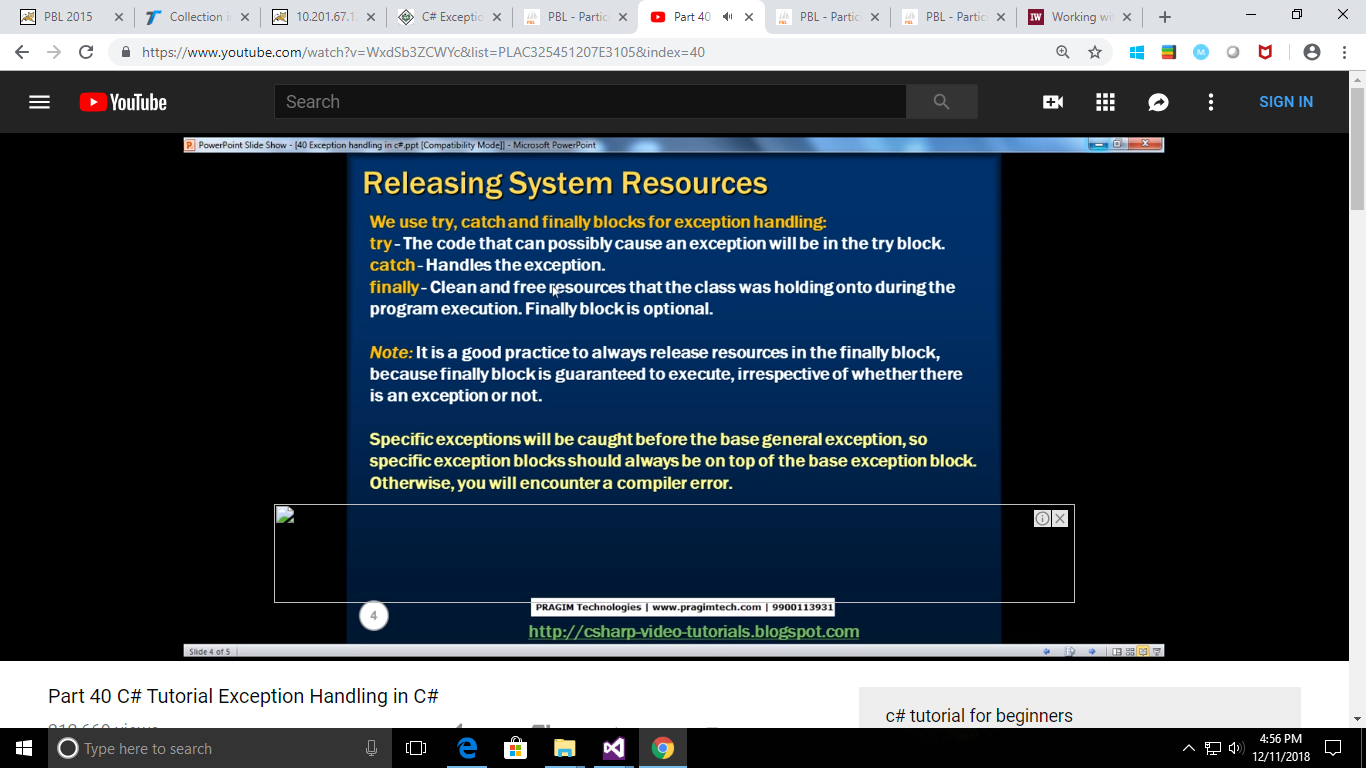 PBL 2015
Collection i
10.201.67.1
C# Exceptio
PBL - Partic
Part 40
PBL - Partic
PBL - Partic
Working wi
https://www.youtube.com/watch?v=WxdSb3ZCWYc&list=PLAC325451207E3105&index=40
YouTube
Search
SIGN IN
PowerPoint Slide Show - [40 Exception handling in c#.ppt [Compatibility Mode]] - Microsoft PowerPoint
Releasing System Resources
We use try, catch and finally blocks for exception handling:
try - The code that can possibly cause an exception will be in the try block.
catch - Handles the exception.
finally - Clean and free resources that the class was holding onto during the
program execution. Finally block is optional.
Note: It is a good practice to always release resources in the finally block,
because finally block is guaranteed to execute, irrespective of whether there
is an exception or not.
Specific exceptions will be caught before the base general exception, so
specific exception blocks should always be on top of the base exception block.
Otherwise, you will encounter a compiler error.
4
PRAGIM Technologies | www.pragimtech.com | 9900113931
http://csharp-video-tutorials.blogspot.com
Slide 4 of 5
Part 40 C# Tutorial Exception Handling in C#
c# tutorial for beginners
Type here to search
4:56 PM
12/11/2018